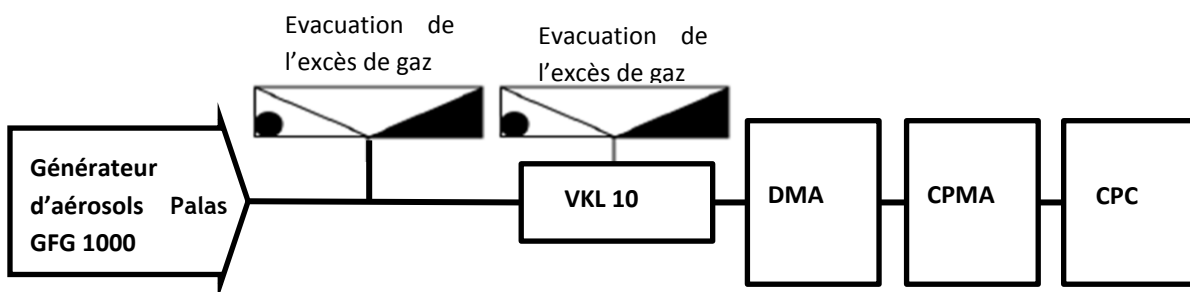 Evacuation de
l'excès de gaz
Evacuation de
l'excès de gaz
Générateur
d'aérosols Palas
GFG 1000
VKL 10
DMA
CPMA
CPC